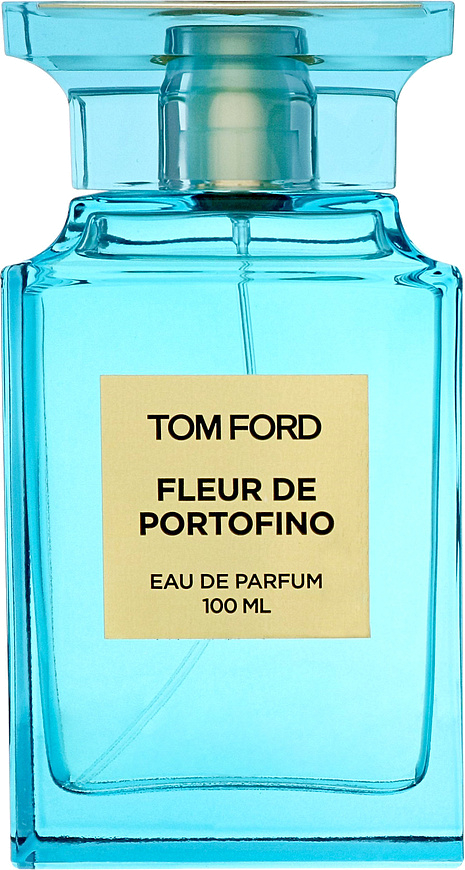 TOM FORD
FLEUR DE
PORTOFINO
EAU DE PARFUM
100 ML